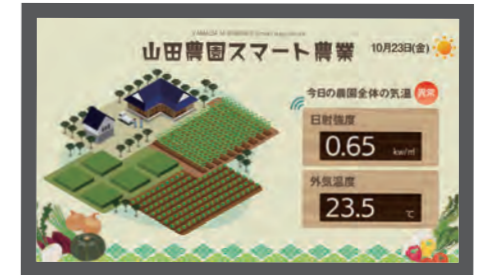 山田農園スマート農業
10月23日(金)
今日の農園全体の気温
日射強度
0.65 kw/㎡
外気温度
23.5 ℃